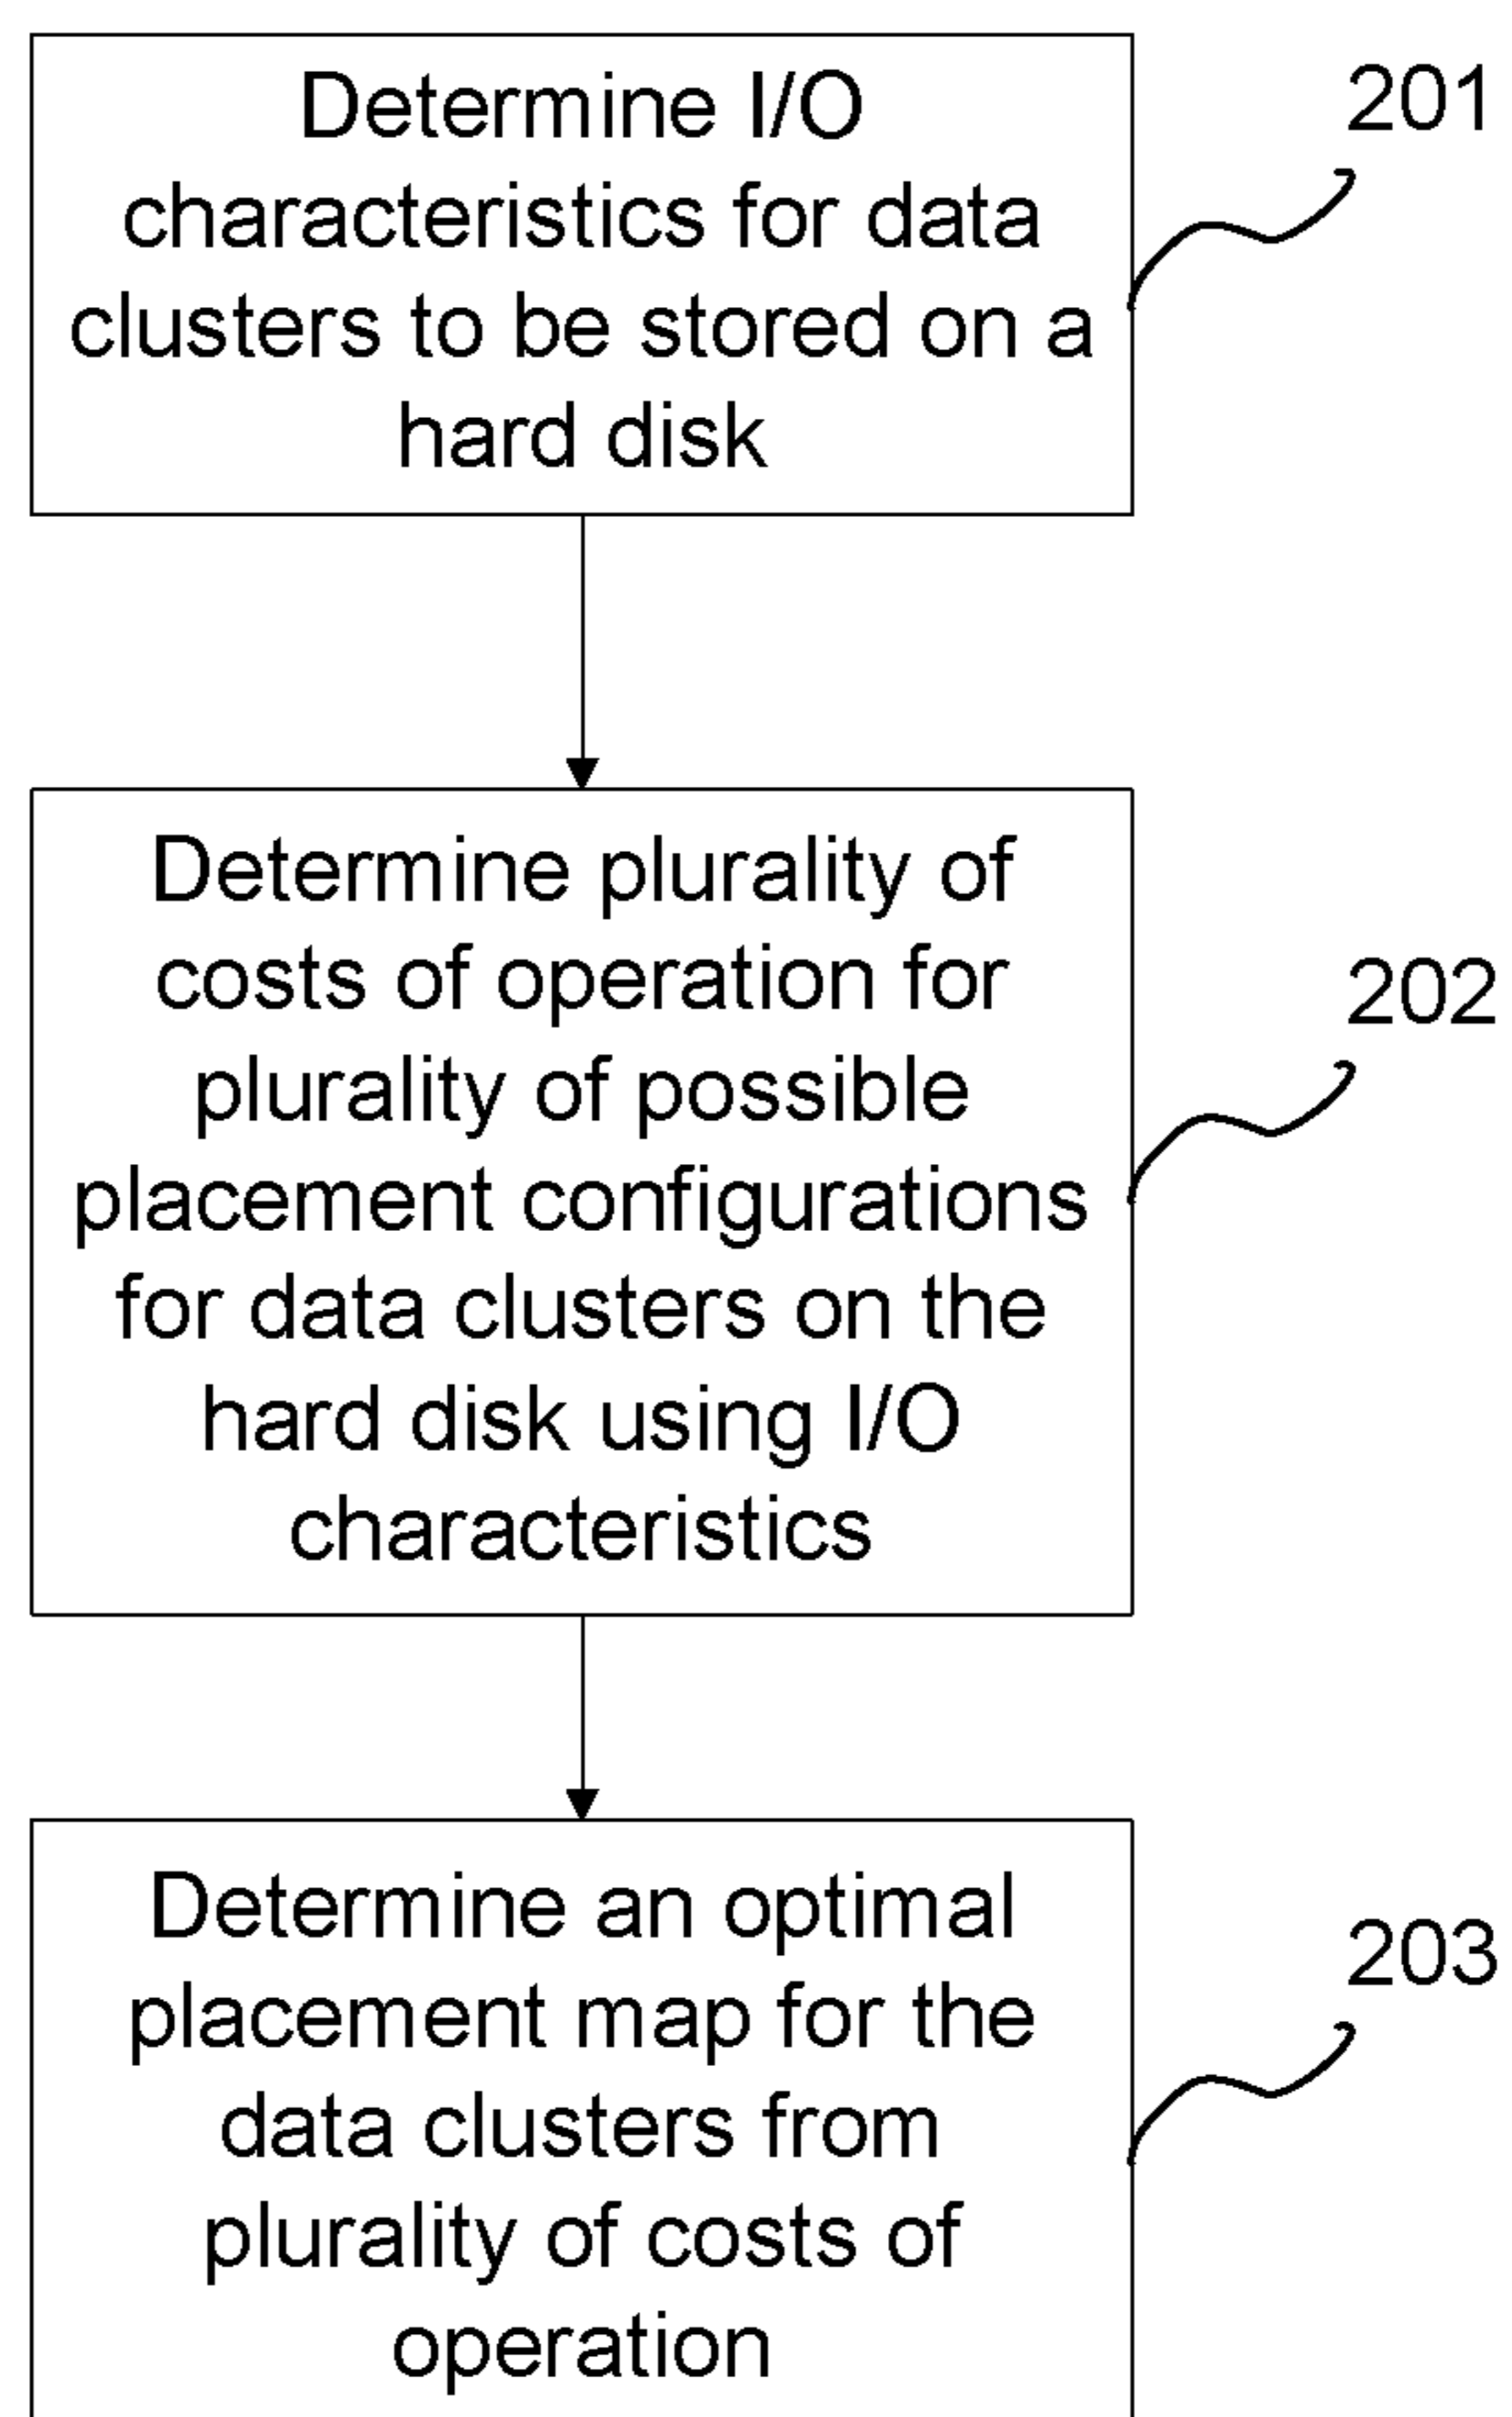 Determine I/O
characteristics for data
clusters to be stored on a
hard disk
201
Determine plurality of
costs of operation for
plurality of possible
placement configurations
for data clusters on the
hard disk using I/O
characteristics
202
Determine an optimal
placement map for the
data clusters from
plurality of costs of
operation
203